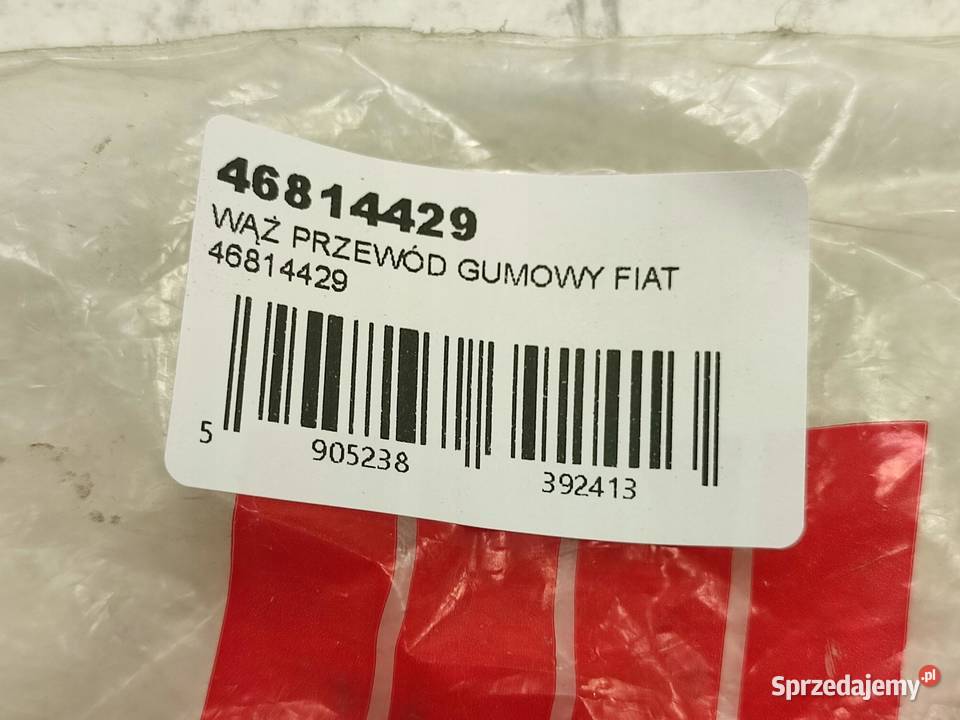 46814429
WĄŻ PRZEWÓD GUMOWY FIAT
46814429
5 905238 392413
Sprzedajemy.pl